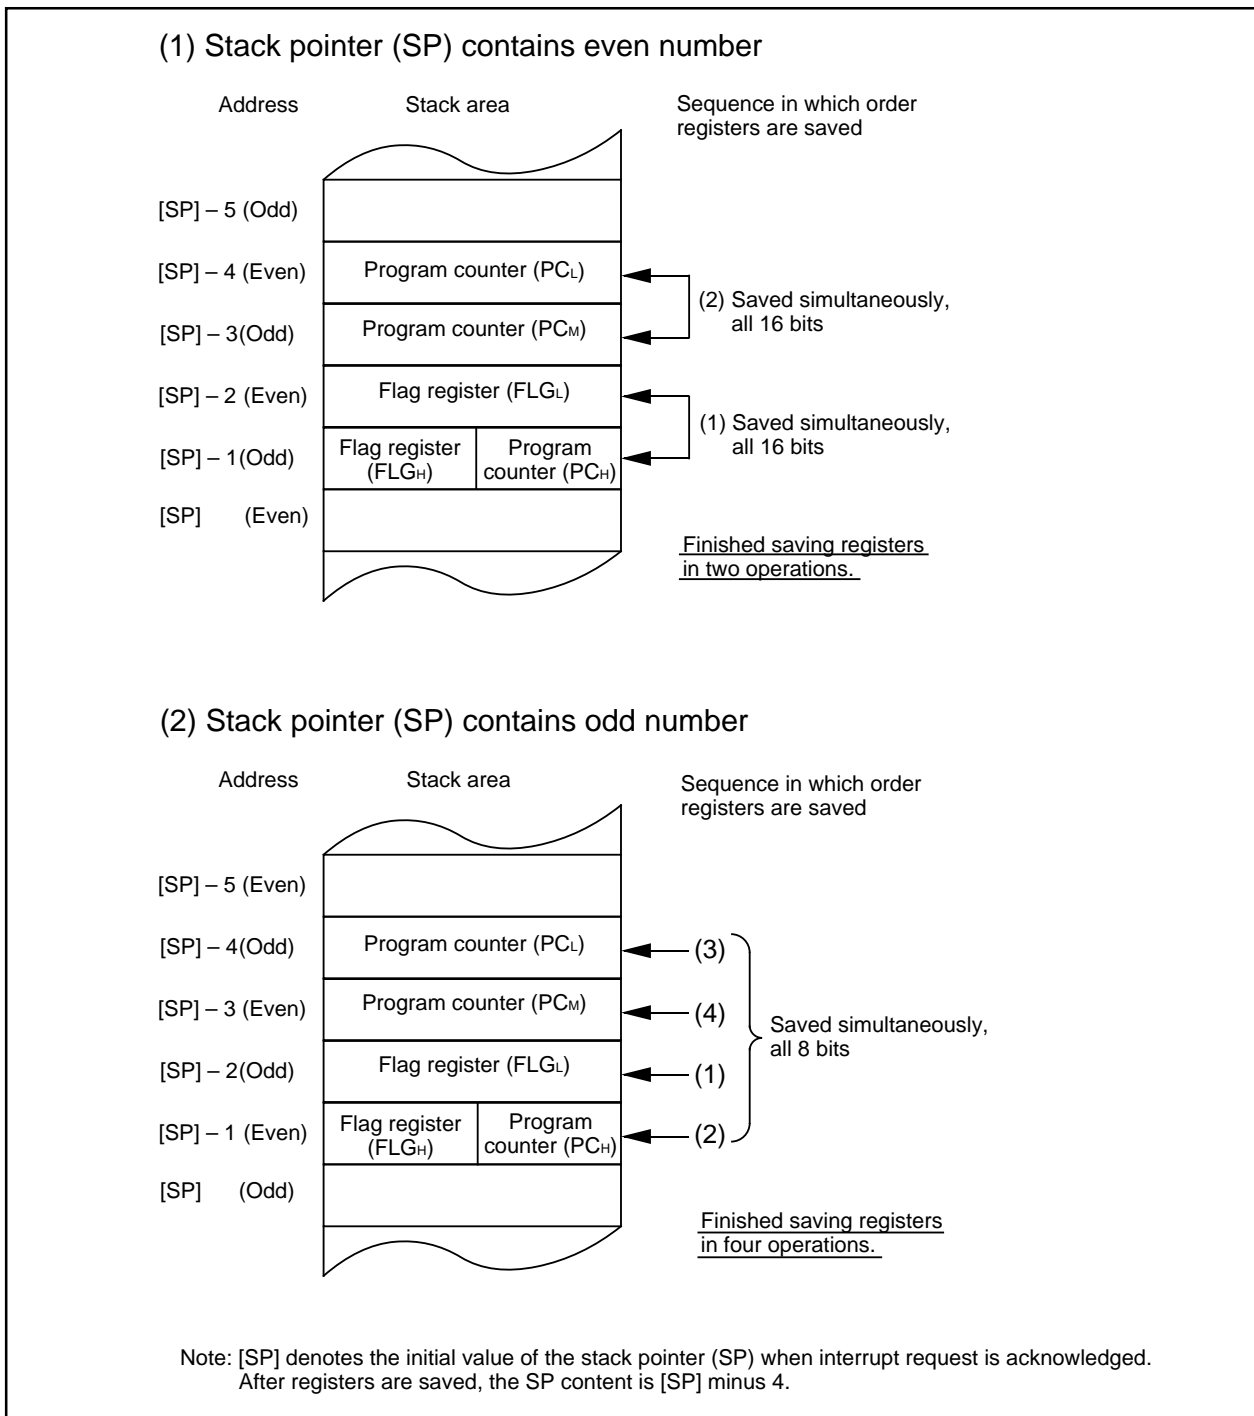 (1) Stack pointer (SP) contains even number
Address Stack area Sequence in which order
registers are saved
[SP] – 5 (Odd)
[SP] – 4 (Even) Program counter (PCL)
(2) Saved simultaneously,
all 16 bits
[SP] – 3(Odd) Program counter (PCM)
[SP] – 2 (Even) Flag register (FLGL)
(1) Saved simultaneously,
all 16 bits
[SP] – 1(Odd) Flag register
(FLGH) Program
counter (PCH)
[SP] (Even)
Finished saving registers
in two operations.
(2) Stack pointer (SP) contains odd number
Address Stack area Sequence in which order
registers are saved
[SP] – 5 (Even)
[SP] – 4(Odd) Program counter (PCL) (3)
[SP] – 3 (Even) Program counter (PCM) (4)
Saved simultaneously,
all 8 bits
[SP] – 2(Odd) Flag register (FLGL) (1)
[SP] – 1 (Even) Flag register
(FLGH) Program
counter (PCH) (2)
[SP] (Odd)
Finished saving registers
in four operations.
Note: [SP] denotes the initial value of the stack pointer (SP) when interrupt request is acknowledged.
After registers are saved, the SP content is [SP] minus 4.